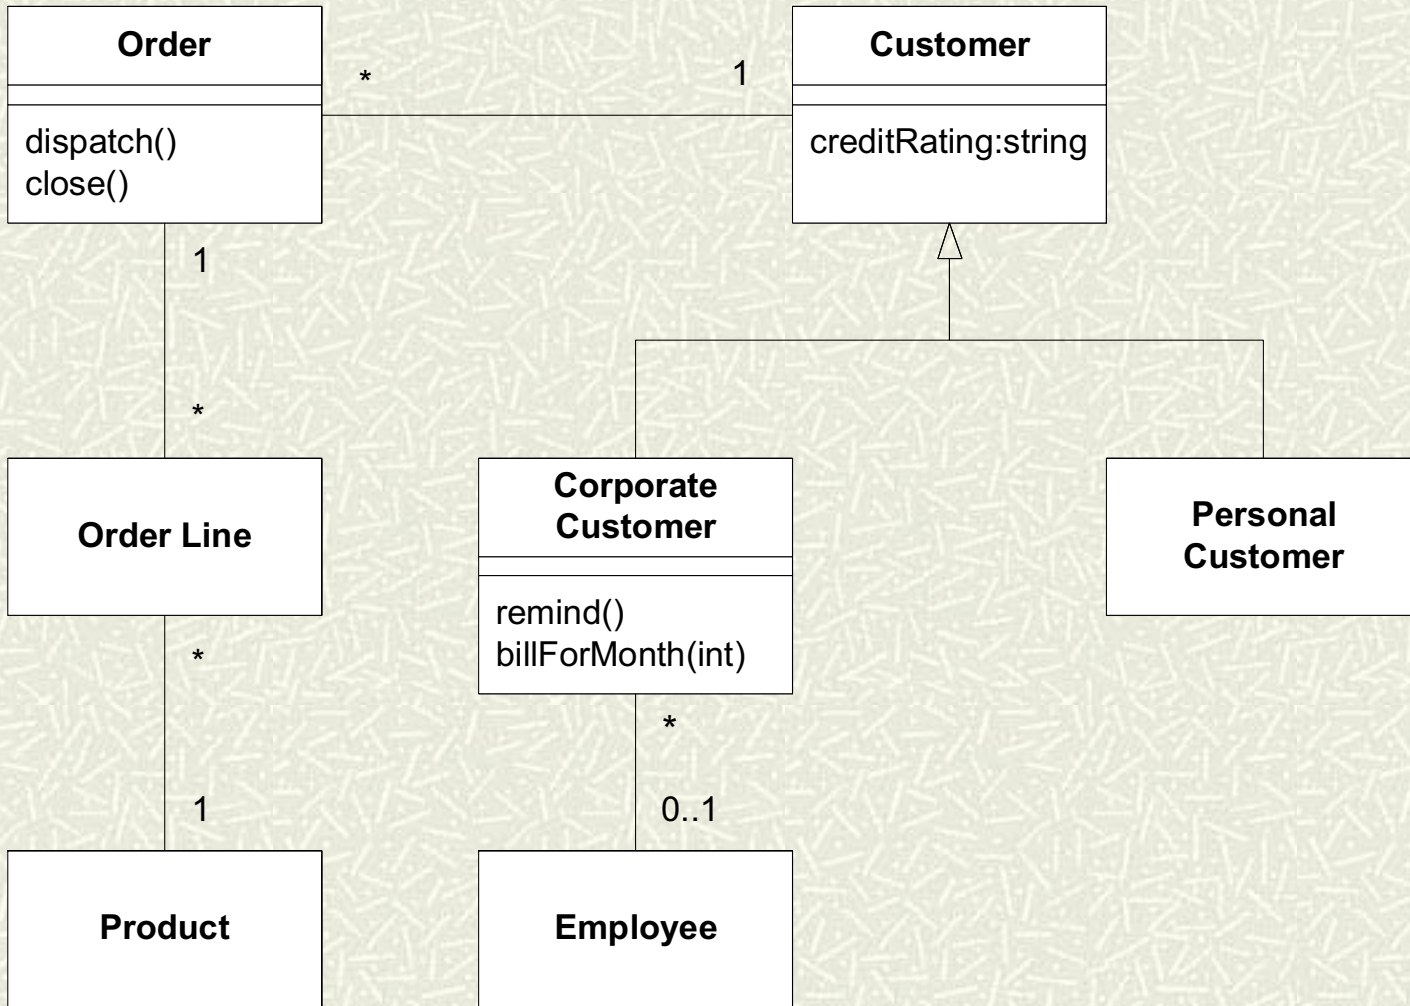 Order
*
1
Customer
dispatch()
close()
creditRating:string
1
*
Order Line
Corporate
Customer
remind()
billForMonth(int)
Personal
Customer
*
1
*
0..1
Product
Employee